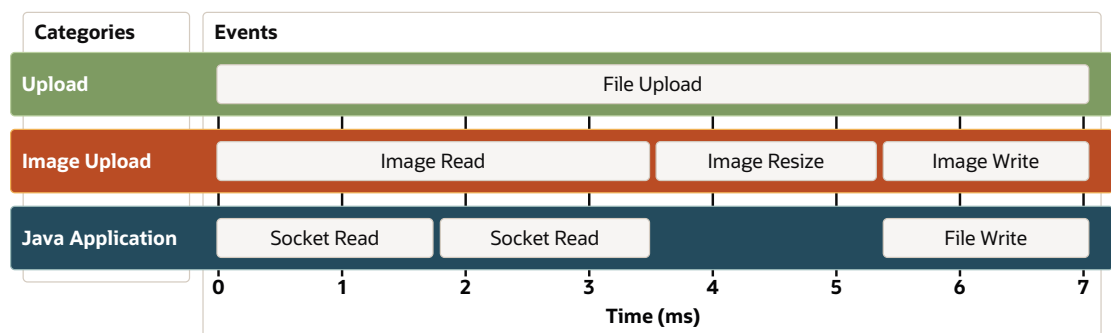 Categories Events
Upload File Upload
Image Upload Image Read Image Resize Image Write
Java Application Socket Read Socket Read File Write
0 1 2 3 4 5 6 7
Time (ms)